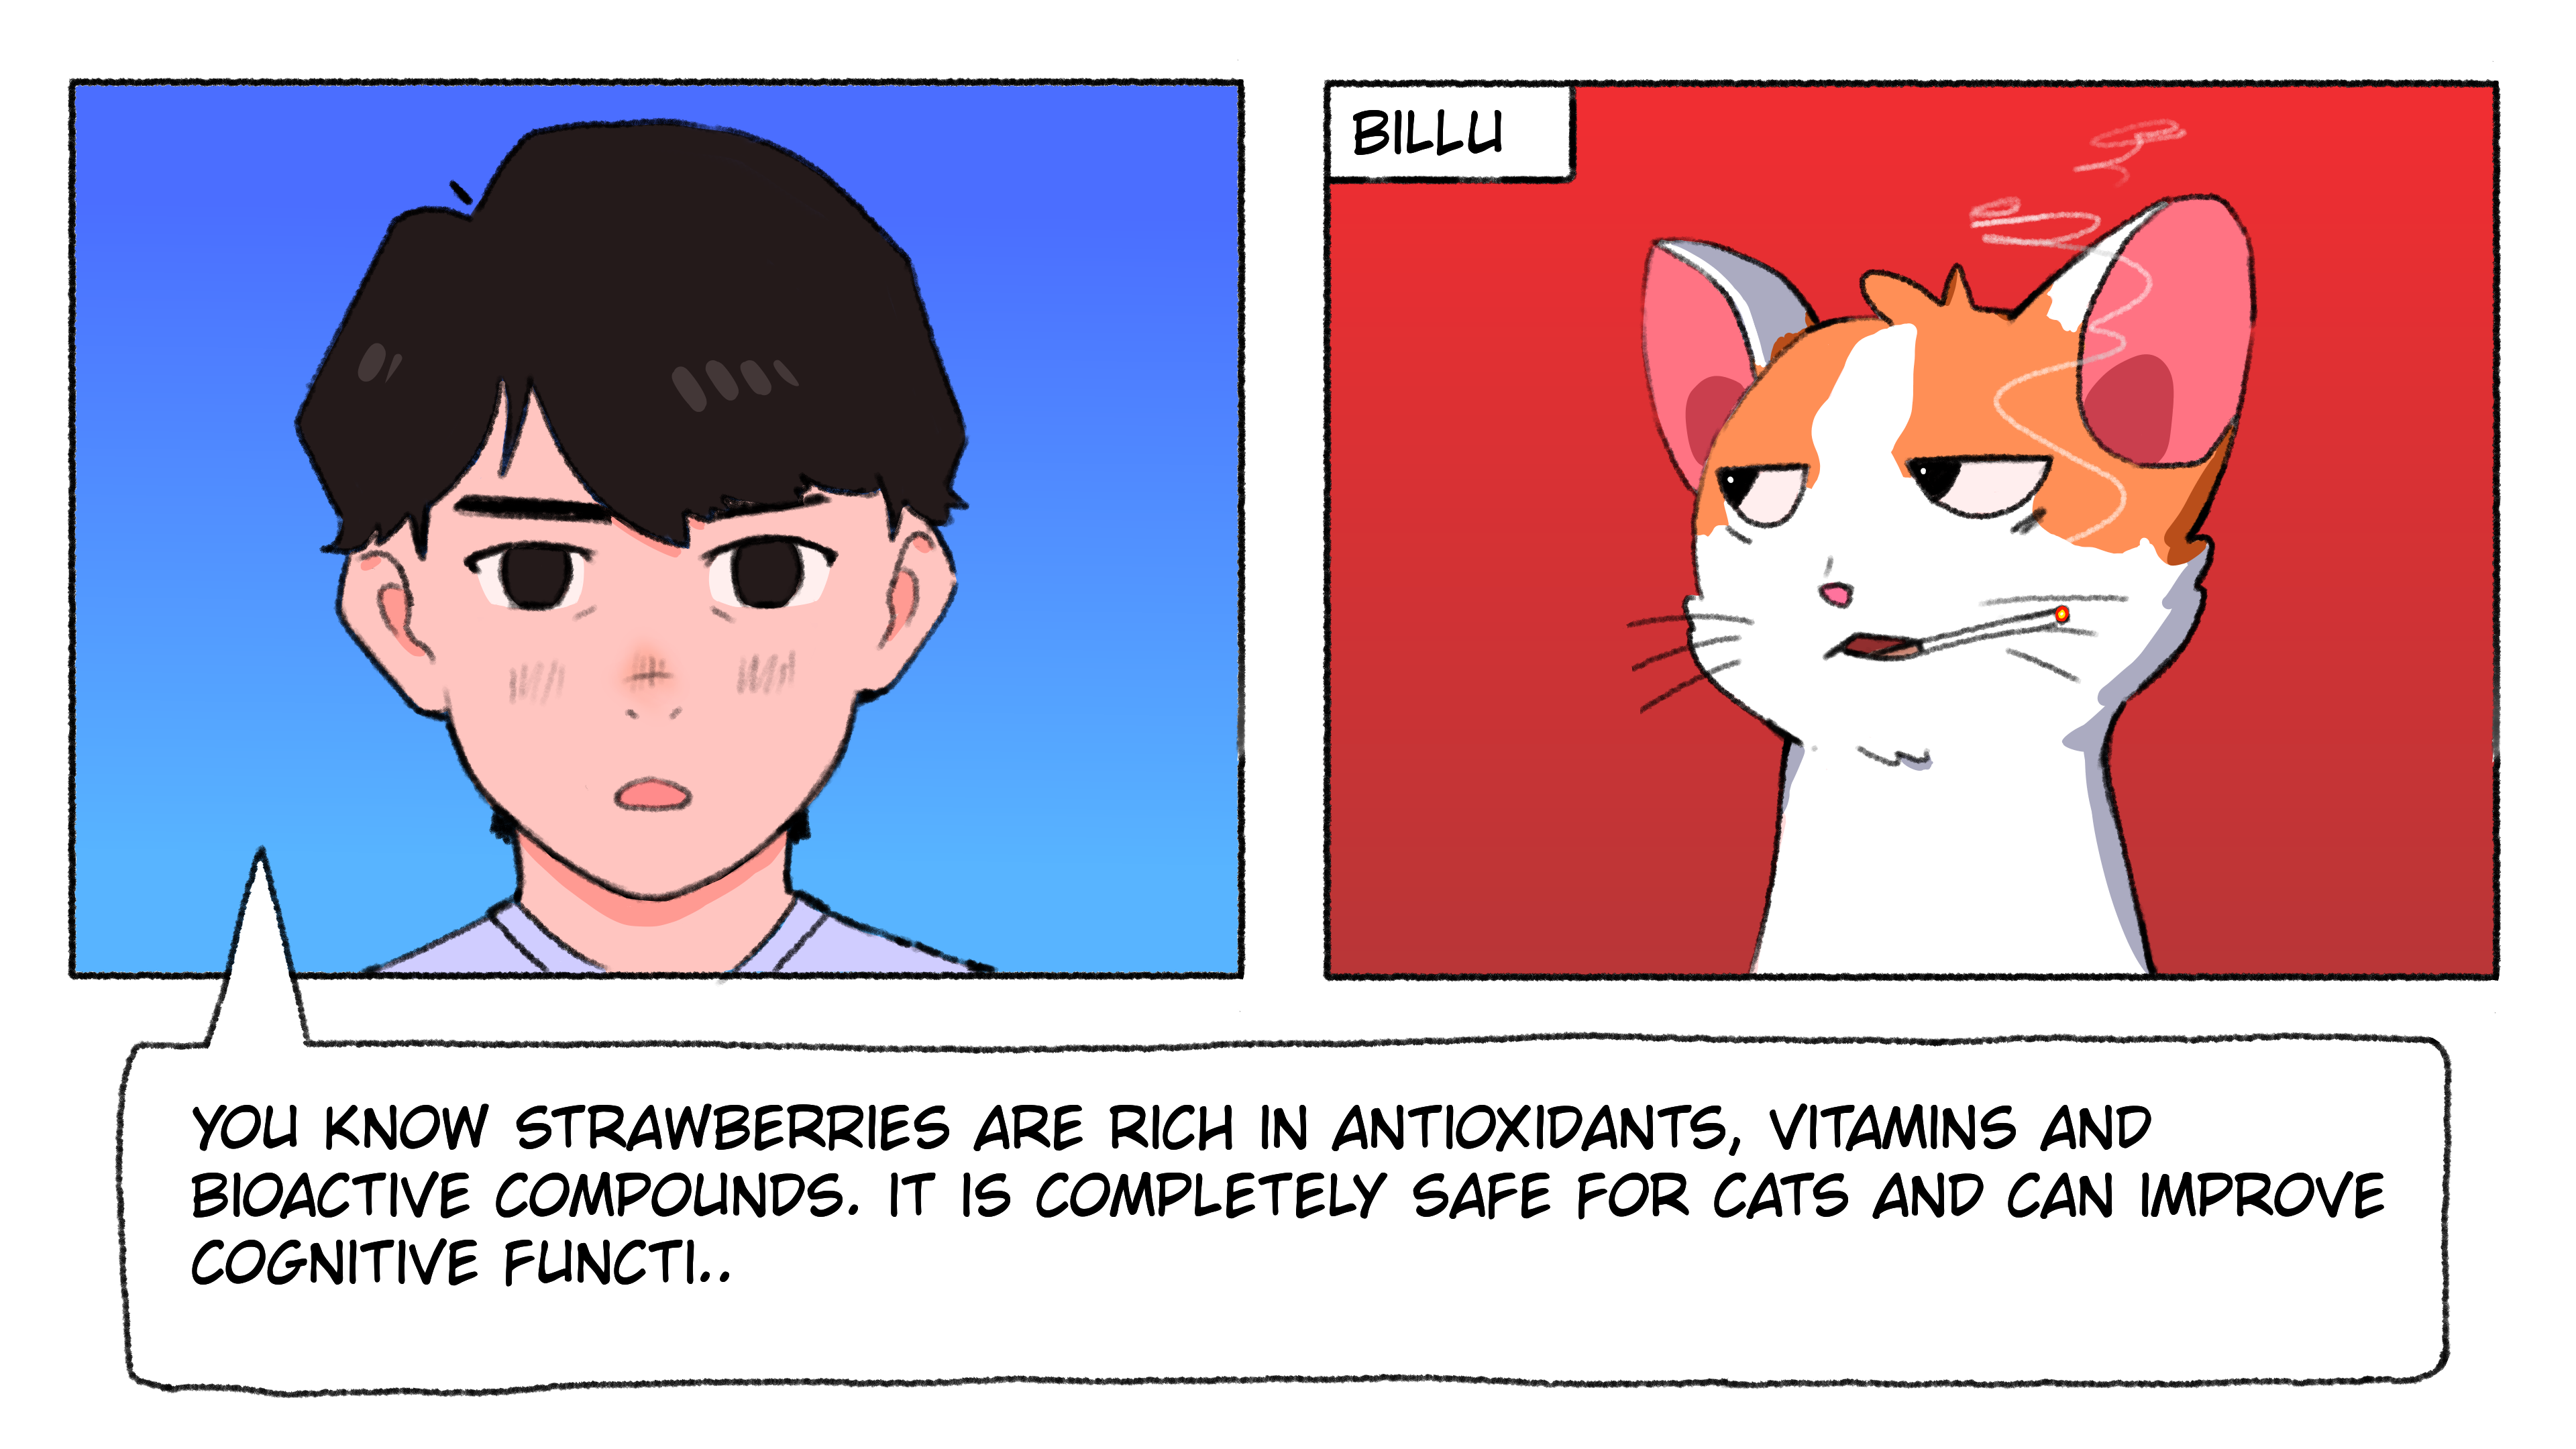 BILLU
YOU KNOW STRAWBERRIES ARE RICH IN ANTIOXIDANTS, VITAMINS AND
BIOACTIVE COMPOUNDS. IT IS COMPLETELY SAFE FOR CATS AND CAN IMPROVE
COGNITIVE FUNCTI..